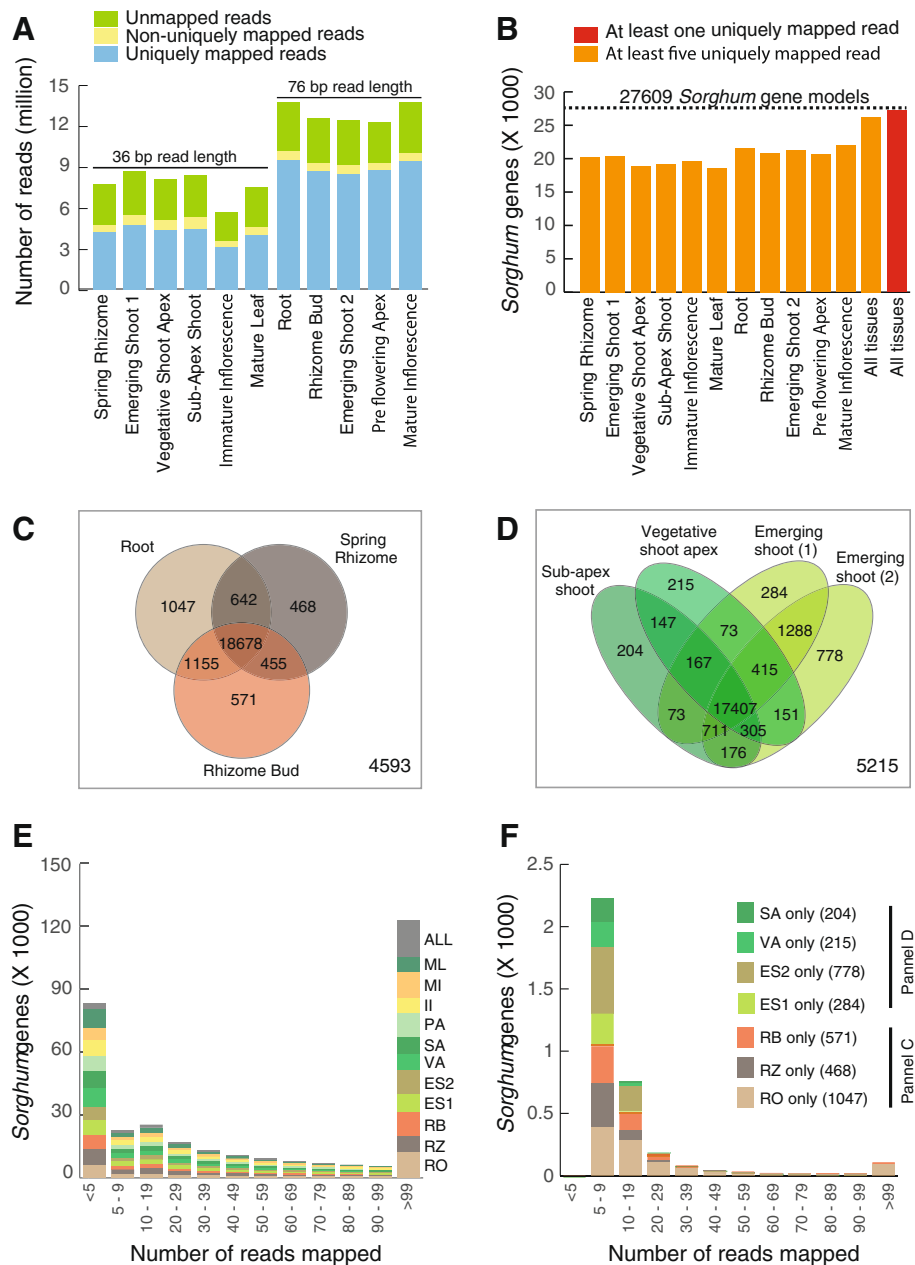 A
Unmapped reads
Non-uniquely mapped reads
Uniquely mapped reads
Number of reads (million)
15
12
9
6
3
0
36 bp read length
76 bp read length
Spring Rhizome
Emerging Shoot 1
Vegetative Shoot Apex
Sub-Apex Shoot
Immature Inflorescence
Mature Leaf
Root
Rhizome Bud
Emerging Shoot 2
Pre flowering Apex
Mature Inflorescence
B
At least one uniquely mapped read
At least five uniquely mapped read
Sorghum genes (X 1000)
30
25
20
15
10
5
0
27609 Sorghum gene models
Spring Rhizome
Emerging Shoot 1
Vegetative Shoot Apex
Sub-Apex Shoot
Immature Inflorescence
Mature Leaf
Root
Rhizome Bud
Emerging Shoot 2
Pre flowering Apex
Mature Inflorescence
All tissues
All tissues
C
Root
Spring
Rhizome
1047
642
468
18678
1155
455
571
Rhizome Bud
4593
D
Vegetative
shoot apex
Emerging
shoot (1)
Sub-apex
shoot
Emerging
shoot (2)
215
284
147
73
1288
204
778
167
415
17407
73
151
711
305
176
5215
E
Sorghumgenes (X 1000)
150
120
90
60
30
0
ALL
ML
MI
II
PA
SA
VA
ES2
ES1
RB
RZ
RO
<5
5 - 9
10 - 19
20 - 29
30 - 39
40 - 49
50 - 59
60 - 69
70 - 79
80 - 89
90 - 99
>99
Number of reads mapped
F
Sorghumgenes (X 1000)
2.5
2
1.5
1
0.5
0
SA only (204)
VA only (215)
ES2 only (778)
ES1 only (284)
RB only (571)
RZ only (468)
RO only (1047)
Pannel D
Pannel C
<5
5 - 9
10 - 19
20 - 29
30 - 39
40 - 49
50 - 59
60 - 69
70 - 79
80 - 89
90 - 99
>99
Number of reads mapped